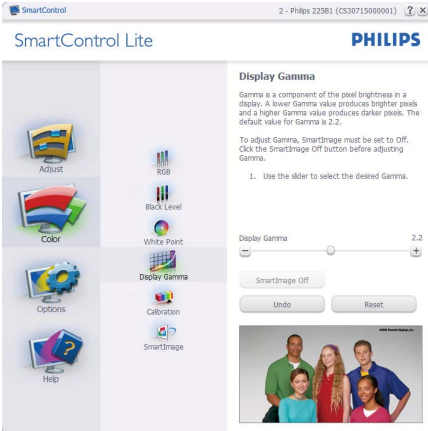 SmartControl
2 - Philips 225B1 (CS30715000001)
?
X
SmartControl Lite
PHILIPS
Adjust
Color
Options
Help
RGB
Black Level
White Point
Display Gamma
Calibration
SmartImage
Display Gamma
Gamma is a component of the pixel brightness in a
display. A lower Gamma value produces brighter pixels
and a higher Gamma value produces darker pixels. The
default value for Gamma is 2.2.
To adjust Gamma, SmartImage must be set to Off.
Click the SmartImage Off button before adjusting
Gamma.
1. Use the slider to select the desired Gamma.
Display Gamma
2.2
SmartImage Off
Undo
Reset